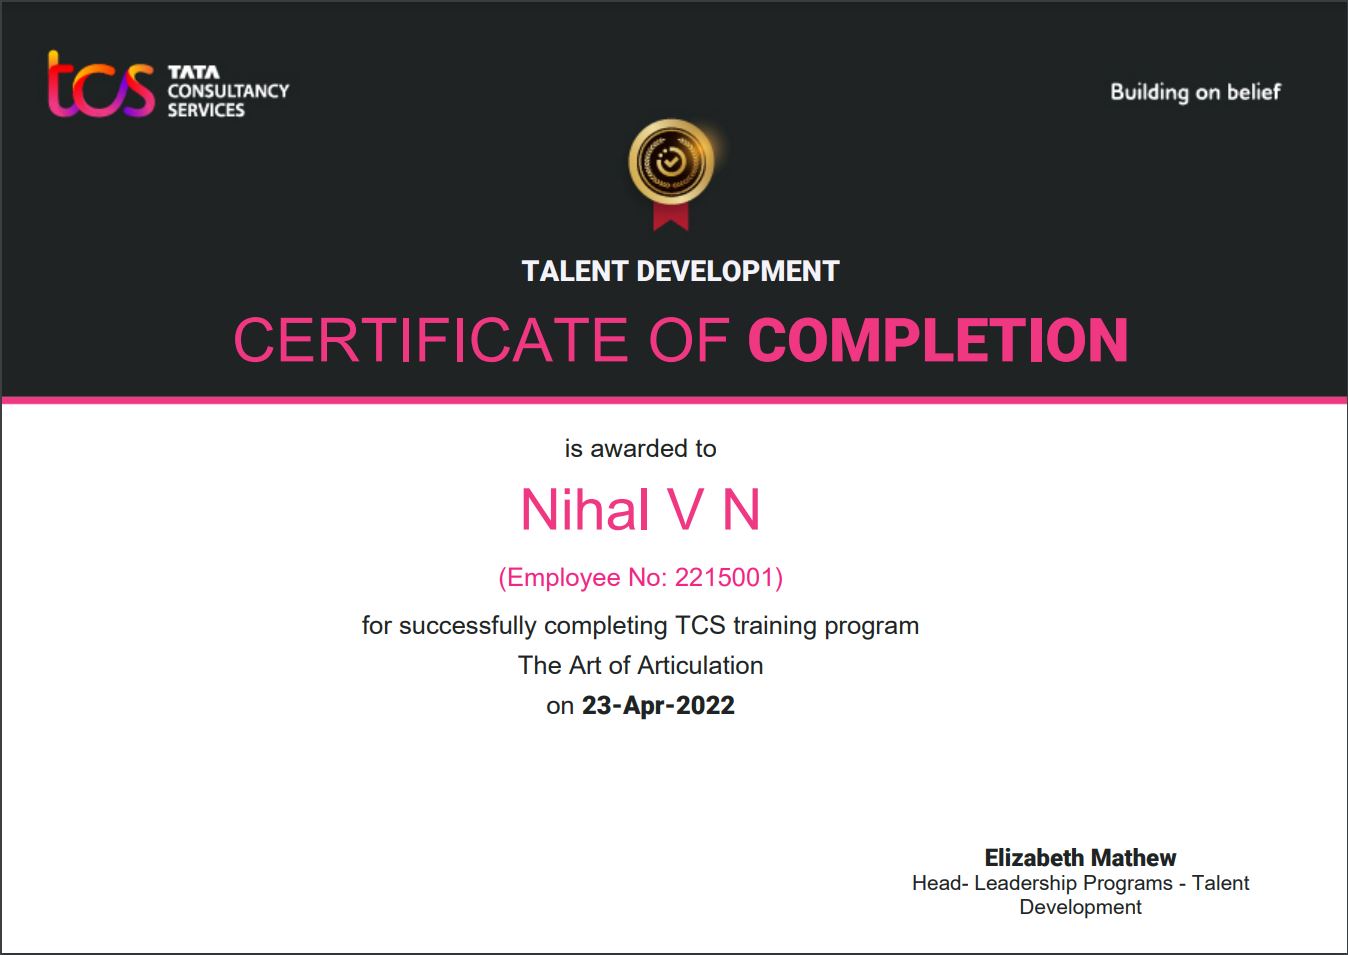 tcs TATA
CONSULTANCY
SERVICES
Building on belief
TALENT DEVELOPMENT
CERTIFICATE OF COMPLETION
is awarded to
Nihal V N
(Employee No: 2215001)
for successfully completing TCS training program
The Art of Articulation
on 23-Apr-2022
Elizabeth Mathew
Head- Leadership Programs - Talent
Development